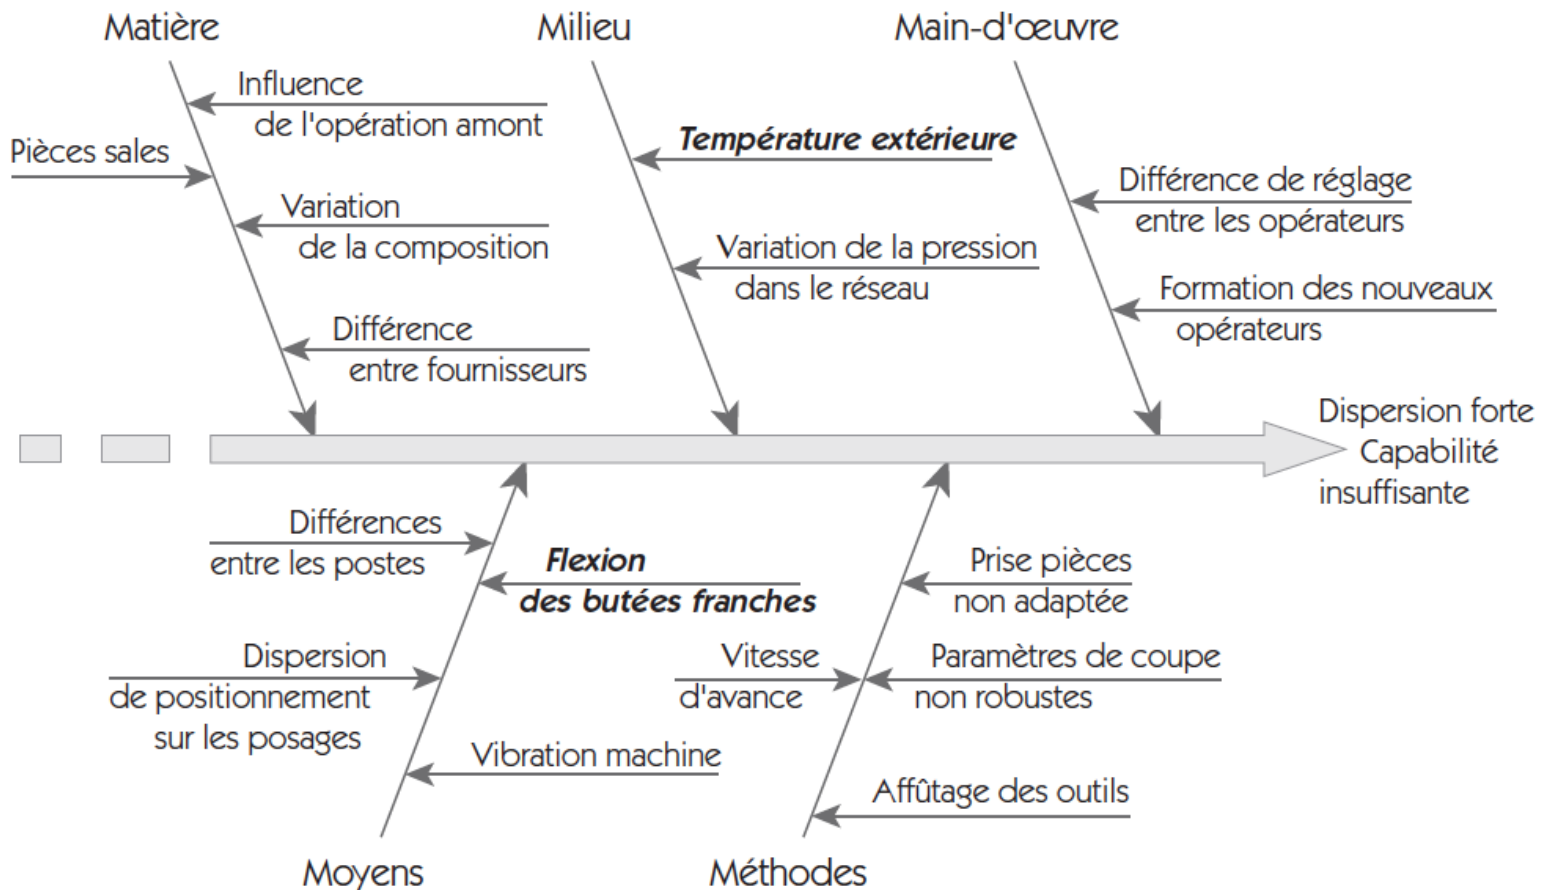 Matière
Milieu
Main-d'œuvre
Influence
de l'opération amont
Pièces sales
Variation
de la composition
Différence
entre fournisseurs
Température extérieure
Variation de la pression
dans le réseau
Différence de réglage
entre les opérateurs
Formation des nouveaux
opérateurs
Dispersion forte
Capabilité
insuffisante
Différences
entre les postes
Flexion
des butées franches
Dispersion
de positionnement
sur les posages
Vibration machine
Prise pièces
non adaptée
Vitesse
d'avance
Paramètres de coupe
non robustes
Affûtage des outils
Moyens
Méthodes